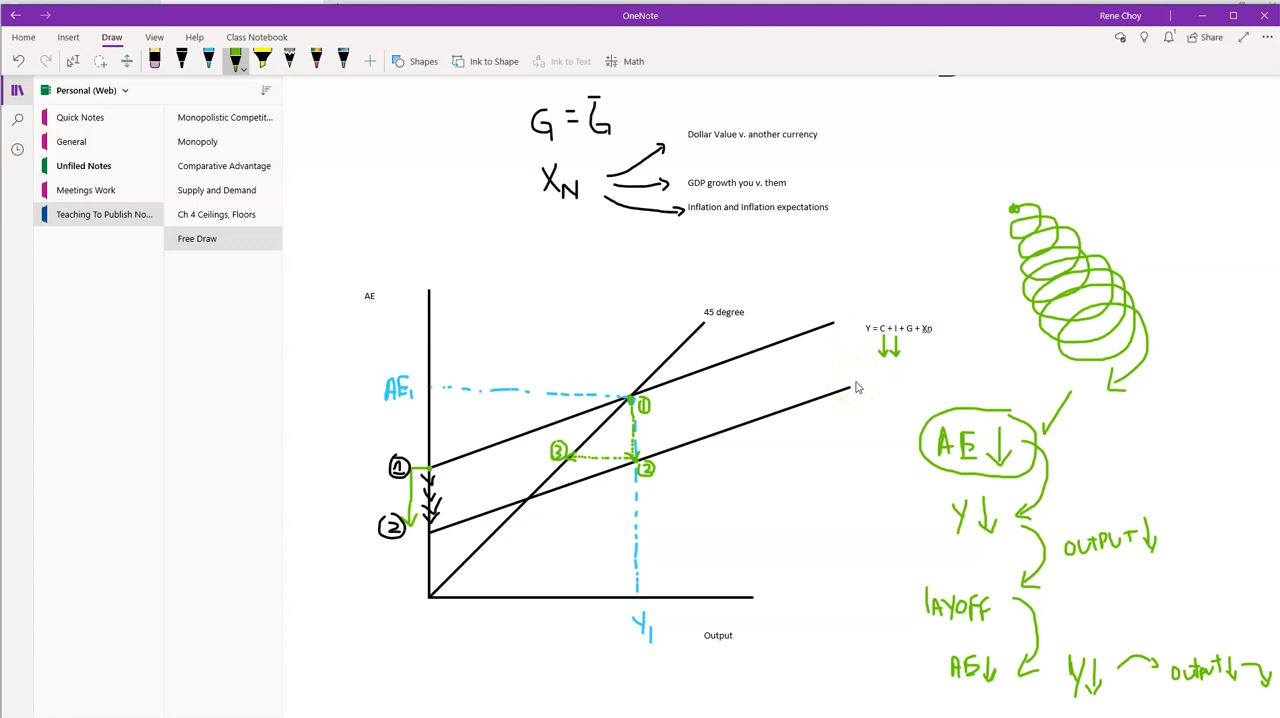 OneNote
Rene Choy
Home Insert Draw View Help Class Notebook
Share
Shapes Ink to Shape Ink to Text Math
Personal (Web)
Quick Notes
General
Unfiled Notes
Meetings Work
Teaching To Publish No...
Monopolistic Competit...
Monopoly
Comparative Advantage
Supply and Demand
Ch 4 Ceilings, Floors
Free Draw
G = G̅
XN
Dollar Value v. another currency
GDP growth you v. them
Inflation and Inflation expectations
AE
45 degree
Y = C + I + G + Xn
↓↓
AE1
1
3
2
1
2
Y1
Output
AE ↓
Y ↓
OUTPUT ↓
LAYOFF
AE ↓
Y ↓
OUTPUT ↓